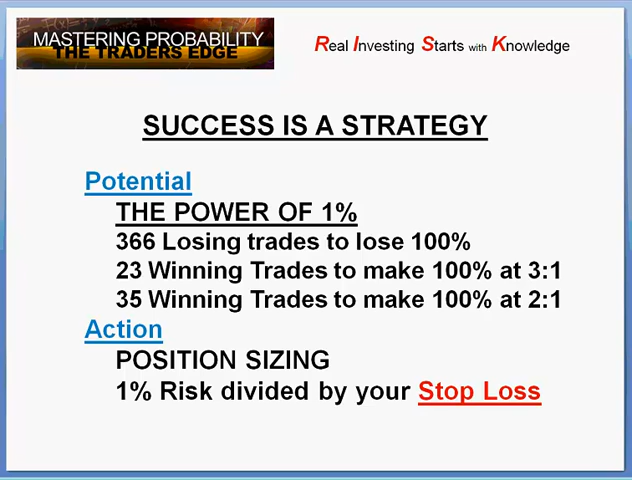 MASTERING PROBABILITY
THE TRADERS EDGE
Real Investing Starts with Knowledge
SUCCESS IS A STRATEGY
Potential
THE POWER OF 1%
366 Losing trades to lose 100%
23 Winning Trades to make 100% at 3:1
35 Winning Trades to make 100% at 2:1
Action
POSITION SIZING
1% Risk divided by your Stop Loss